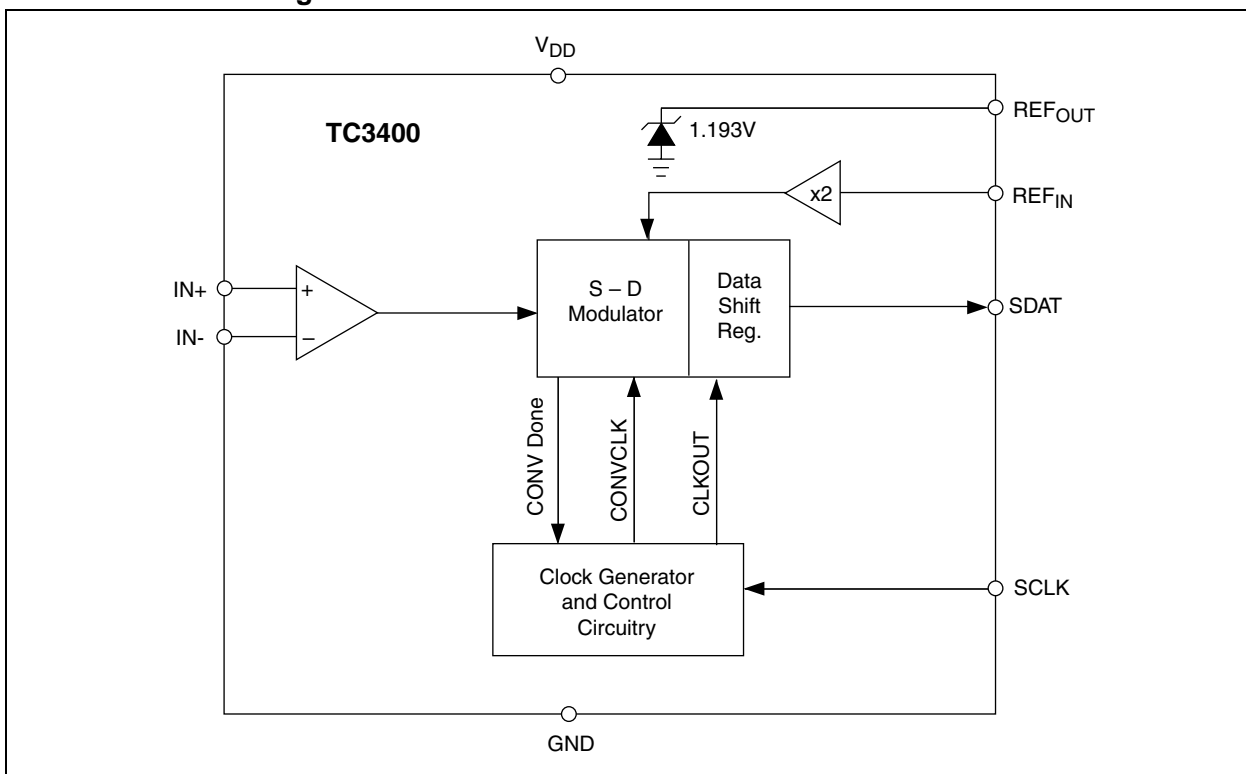 V_DD
TC3400
REF_OUT
1.193V
x2
REF_IN
IN+
+
IN-
–
S – D
Modulator
Data
Shift
Reg.
SDAT
CONV Done
CONVCLK
CLKOUT
Clock Generator
and Control
Circuitry
SCLK
GND